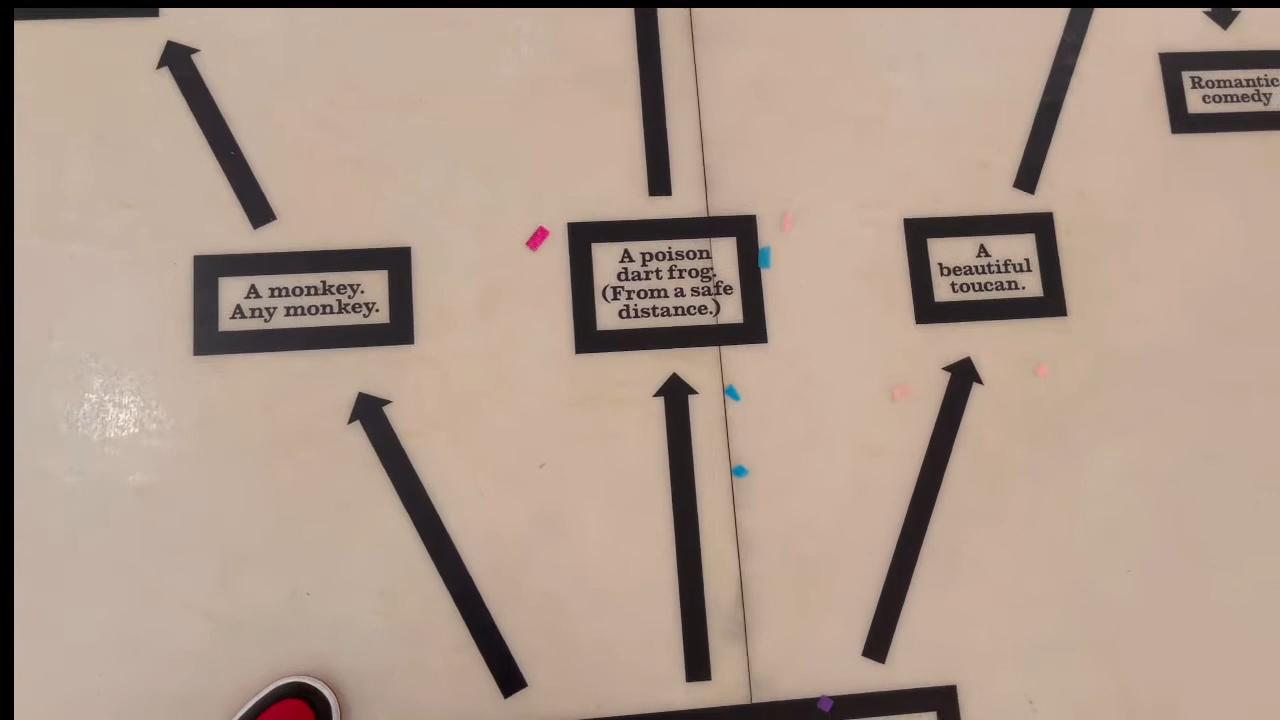 Romantic
comedy
A monkey.
Any monkey.
A poison
dart frog.
(From a safe
distance.)
A
beautiful
toucan.